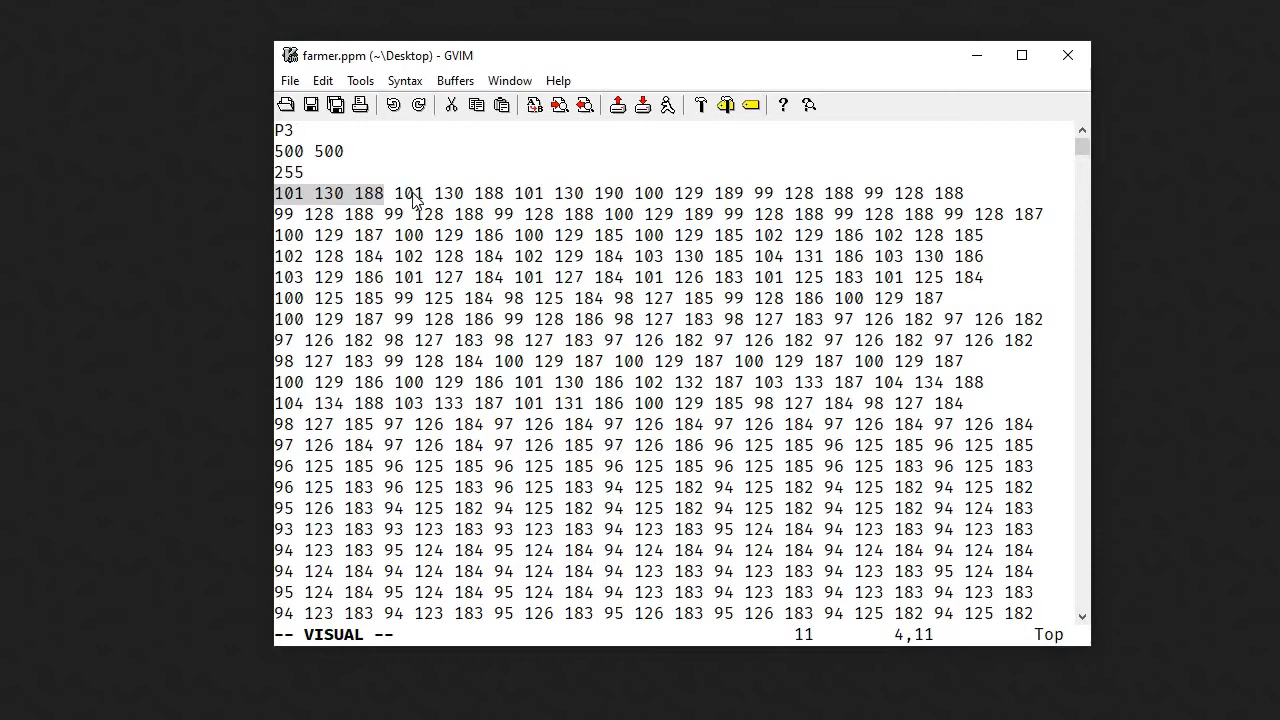 farmer.ppm (~\Desktop) - GVIM
File Edit Tools Syntax Buffers Window Help
P3
500 500
255
101 130 188 101 130 188 101 130 190 100 129 189 99 128 188 99 128 188
99 128 188 99 128 188 99 128 188 100 129 189 99 128 188 99 128 188 99 128 187
100 129 187 100 129 186 100 129 185 100 129 185 102 129 186 102 128 185
102 128 184 102 128 184 102 129 184 103 130 185 104 131 186 103 130 186
103 129 186 101 127 184 101 127 184 101 126 183 101 125 183 101 125 184
100 125 185 99 125 184 98 125 184 98 127 185 99 128 186 100 129 187
100 129 187 99 128 186 99 128 186 98 127 183 98 127 183 97 126 182 97 126 182
97 126 182 98 127 183 98 127 183 97 126 182 97 126 182 97 126 182 97 126 182
98 127 183 99 128 184 100 129 187 100 129 187 100 129 187 100 129 187
100 129 186 100 129 186 101 130 186 102 132 187 103 133 187 104 134 188
104 134 188 103 133 187 101 131 186 100 129 185 98 127 184 98 127 184
98 127 185 97 126 184 97 126 184 97 126 184 97 126 184 97 126 184 97 126 184
97 126 184 97 126 184 97 126 185 97 126 186 96 125 185 96 125 185 96 125 185
96 125 185 96 125 185 96 125 185 96 125 185 96 125 185 96 125 183 96 125 183
96 125 183 96 125 183 96 125 183 94 125 182 94 125 182 94 125 182 94 125 182
95 126 183 94 125 182 94 125 182 94 125 182 94 125 182 94 125 182 94 124 183
93 123 183 93 123 183 93 123 183 94 123 183 95 124 184 94 123 183 94 123 183
94 123 183 95 124 184 95 124 184 94 124 184 94 124 184 94 124 184 94 124 184
94 124 184 94 124 184 94 124 184 94 123 183 94 123 183 94 123 183 95 124 184
95 124 184 95 124 184 95 124 184 94 123 183 94 123 183 94 123 183 94 123 183
94 123 183 94 123 183 95 126 183 95 126 183 95 126 183 94 125 182 94 125 182
-- VISUAL -- 11 4,11 Top